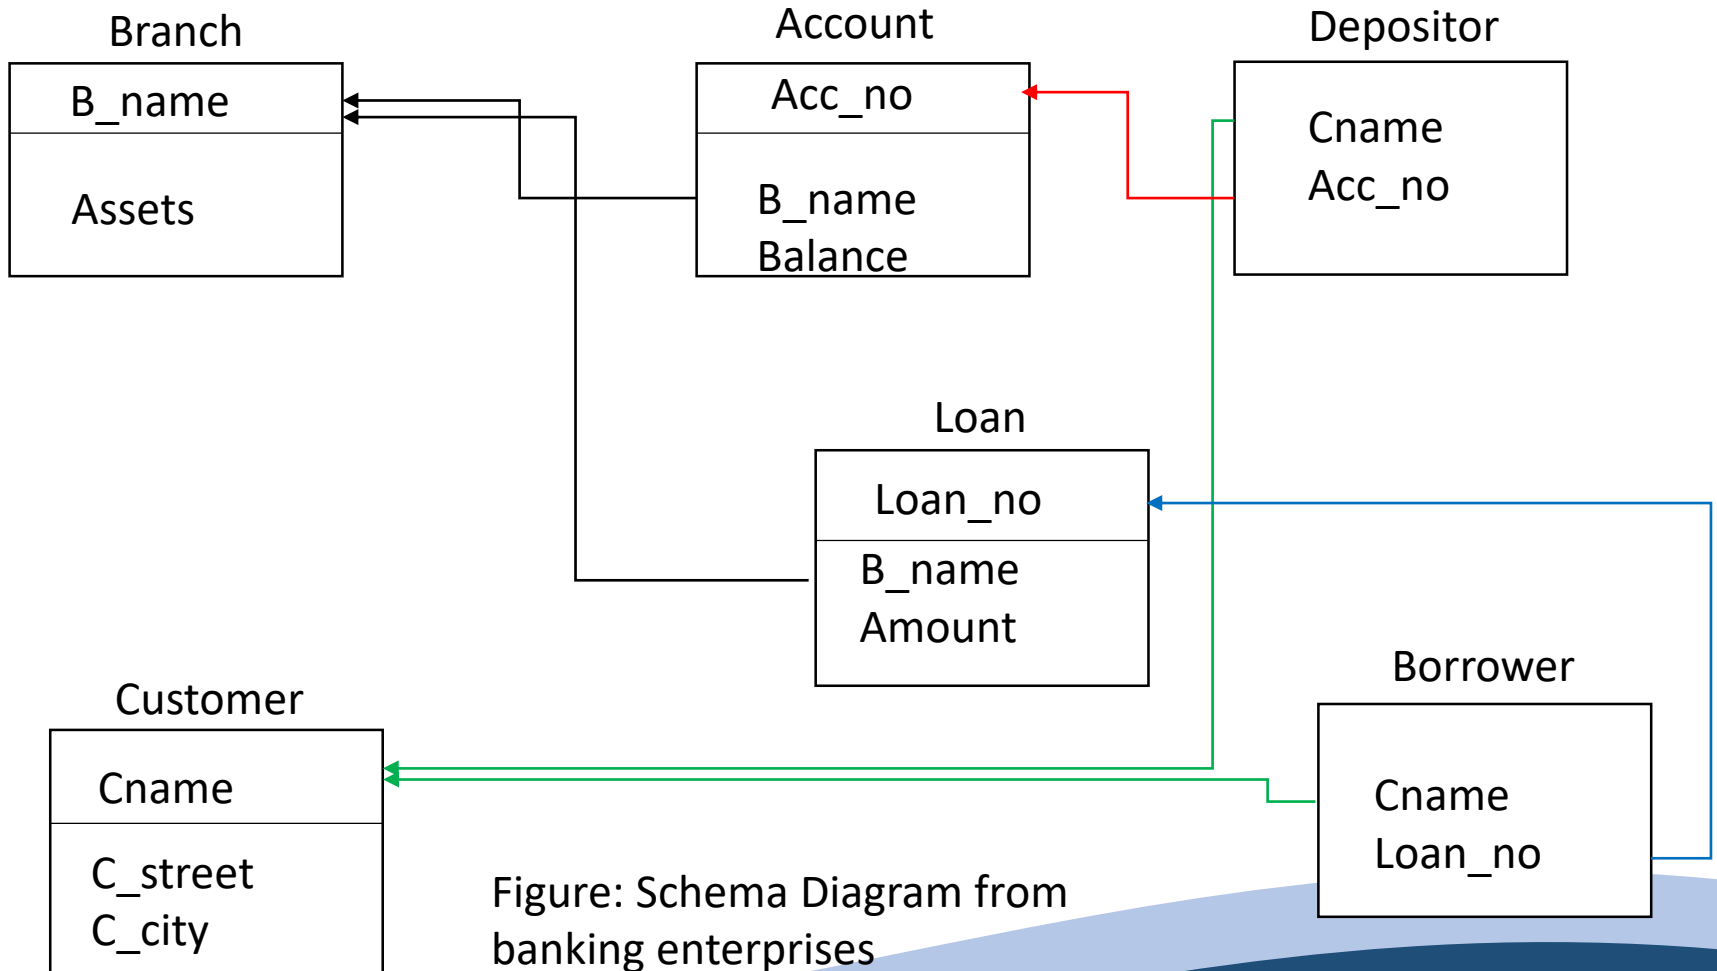 Branch
B_name
Assets
Account
Acc_no
B_name
Balance
Depositor
Cname
Acc_no
Loan
Loan_no
B_name
Amount
Customer
Cname
C_street
C_city
Borrower
Cname
Loan_no
Figure: Schema Diagram from
banking enterprises